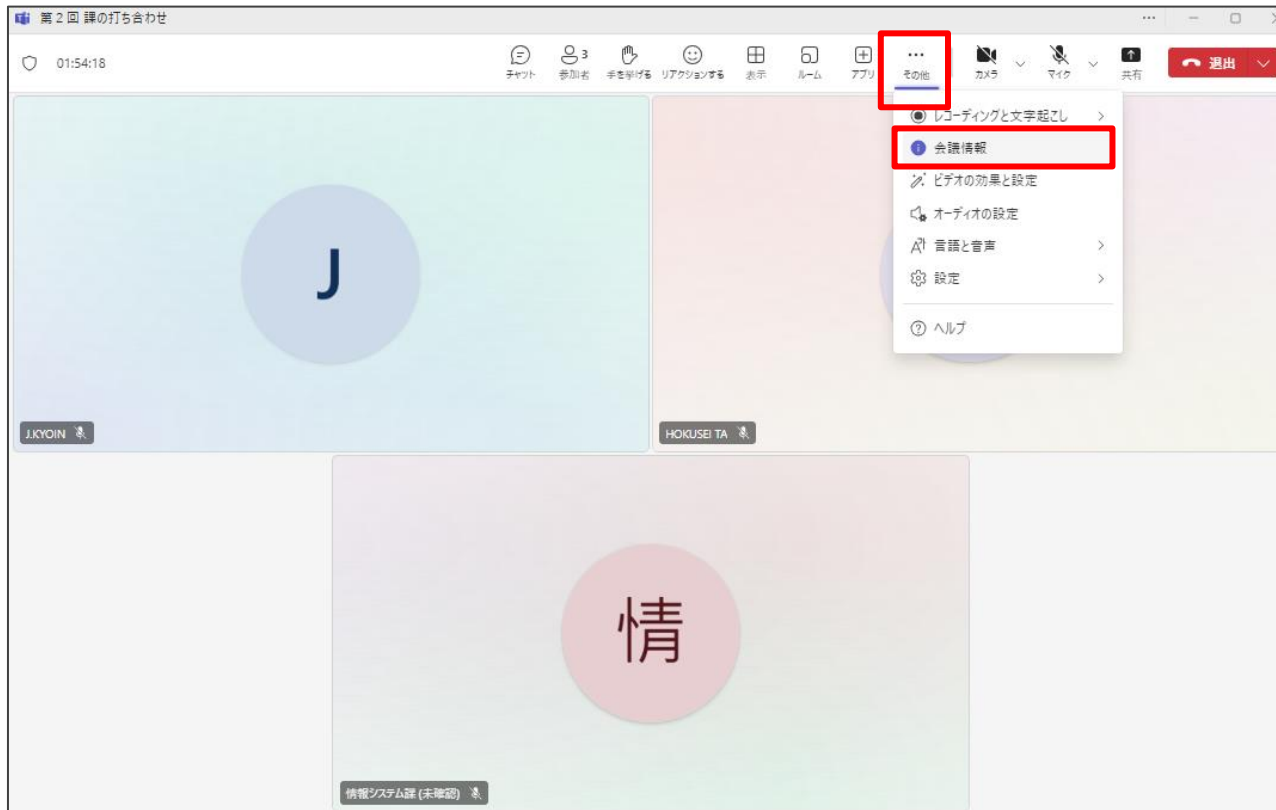 第２回 課の打ち合わせ
01:54:18
チャット
3
参加者
手を挙げる
リアクションする
表示
ルーム
アプリ
その他
カメラ
マイク
共有
退出
レコーディングと文字起こし
会議情報
ビデオの効果と設定
オーディオの設定
言語と音声
設定
ヘルプ
J
J.KYOIN
HOKUSEI TA
情
情報システム課 (未確認)